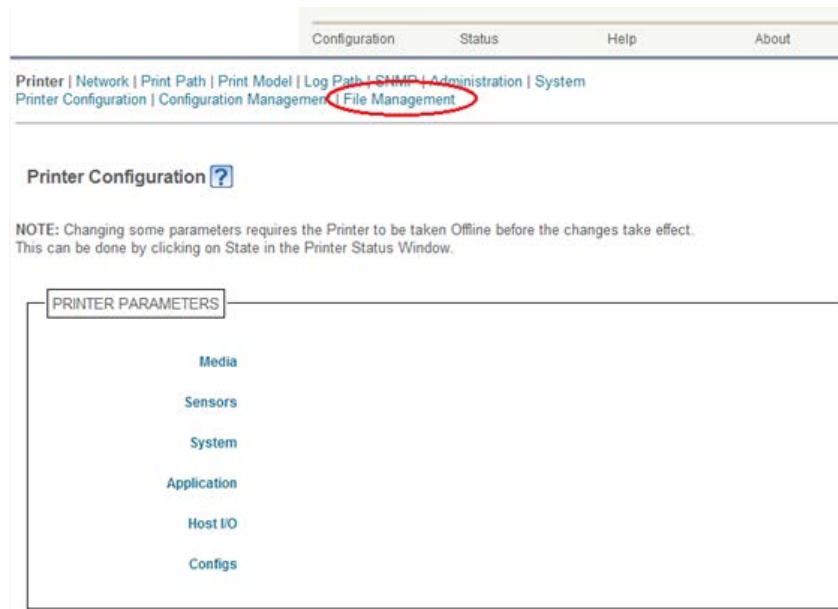 Configuration Status Help About
Printer | Network | Print Path | Print Model | Log Path | SNMP | Administration | System
Printer Configuration | Configuration Management | File Management
Printer Configuration ?
NOTE: Changing some parameters requires the Printer to be taken Offline before the changes take effect.
This can be done by clicking on State in the Printer Status Window.
PRINTER PARAMETERS
Media
Sensors
System
Application
Host I/O
Configs